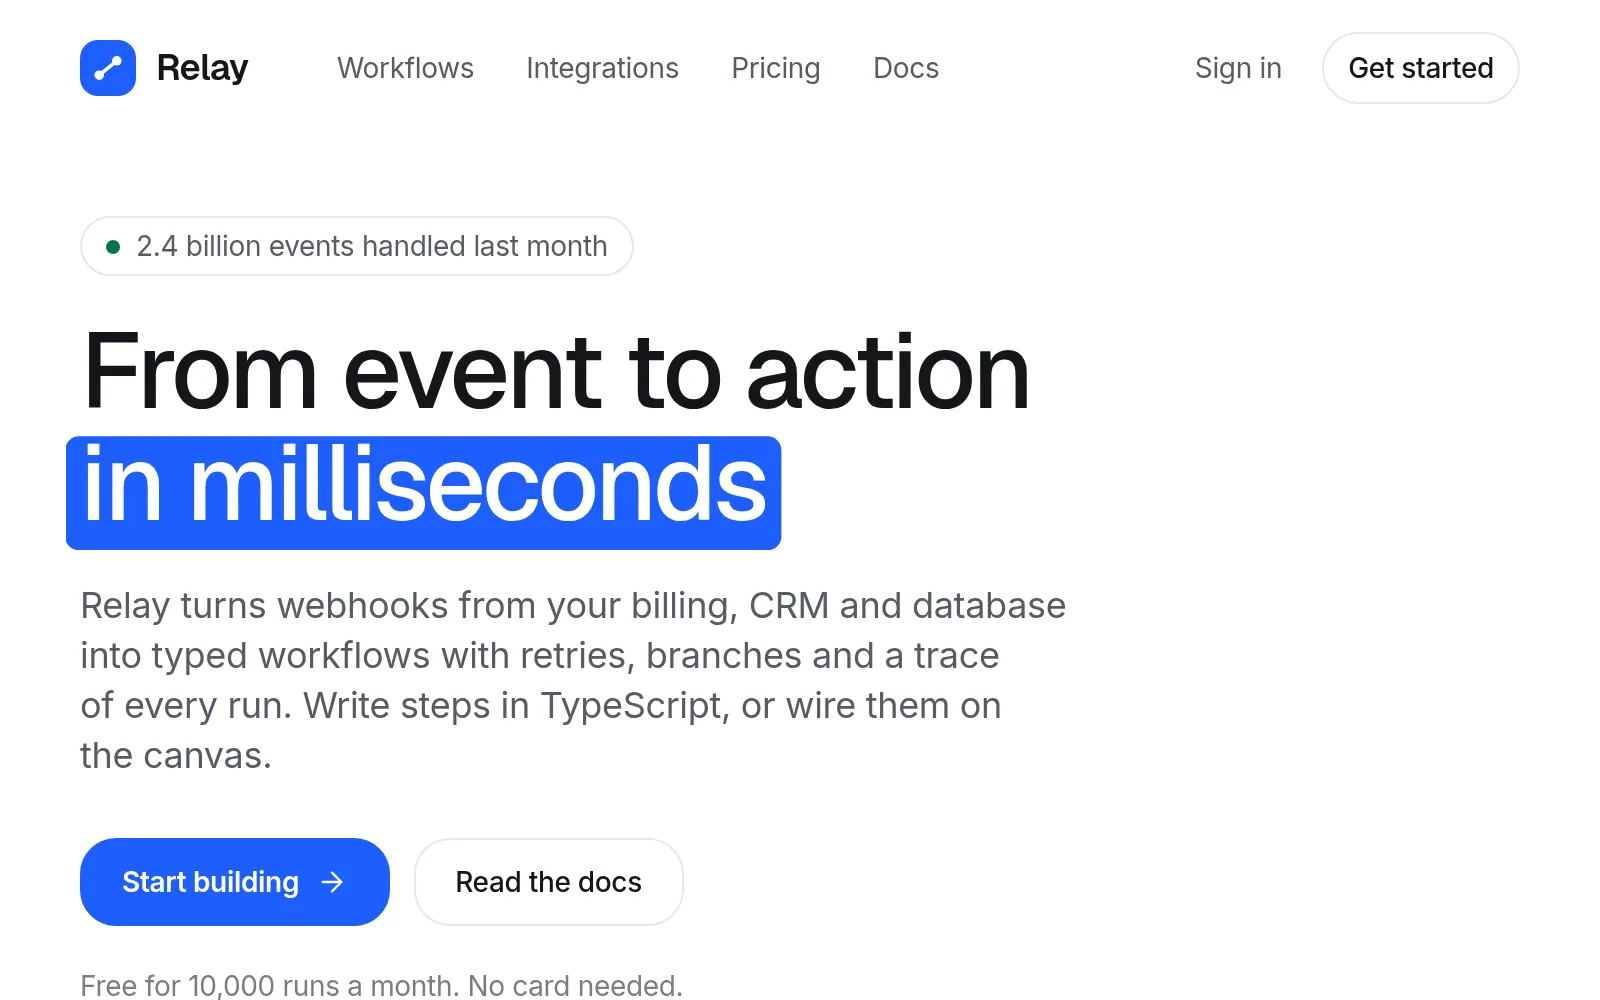 Relay
Workflows
Integrations
Pricing
Docs
Sign in
Get started
2.4 billion events handled last month
From event to action
in milliseconds
Relay turns webhooks from your billing, CRM and database
into typed workflows with retries, branches and a trace
of every run. Write steps in TypeScript, or wire them on
the canvas.
Start building
Read the docs
Free for 10,000 runs a month. No card needed.